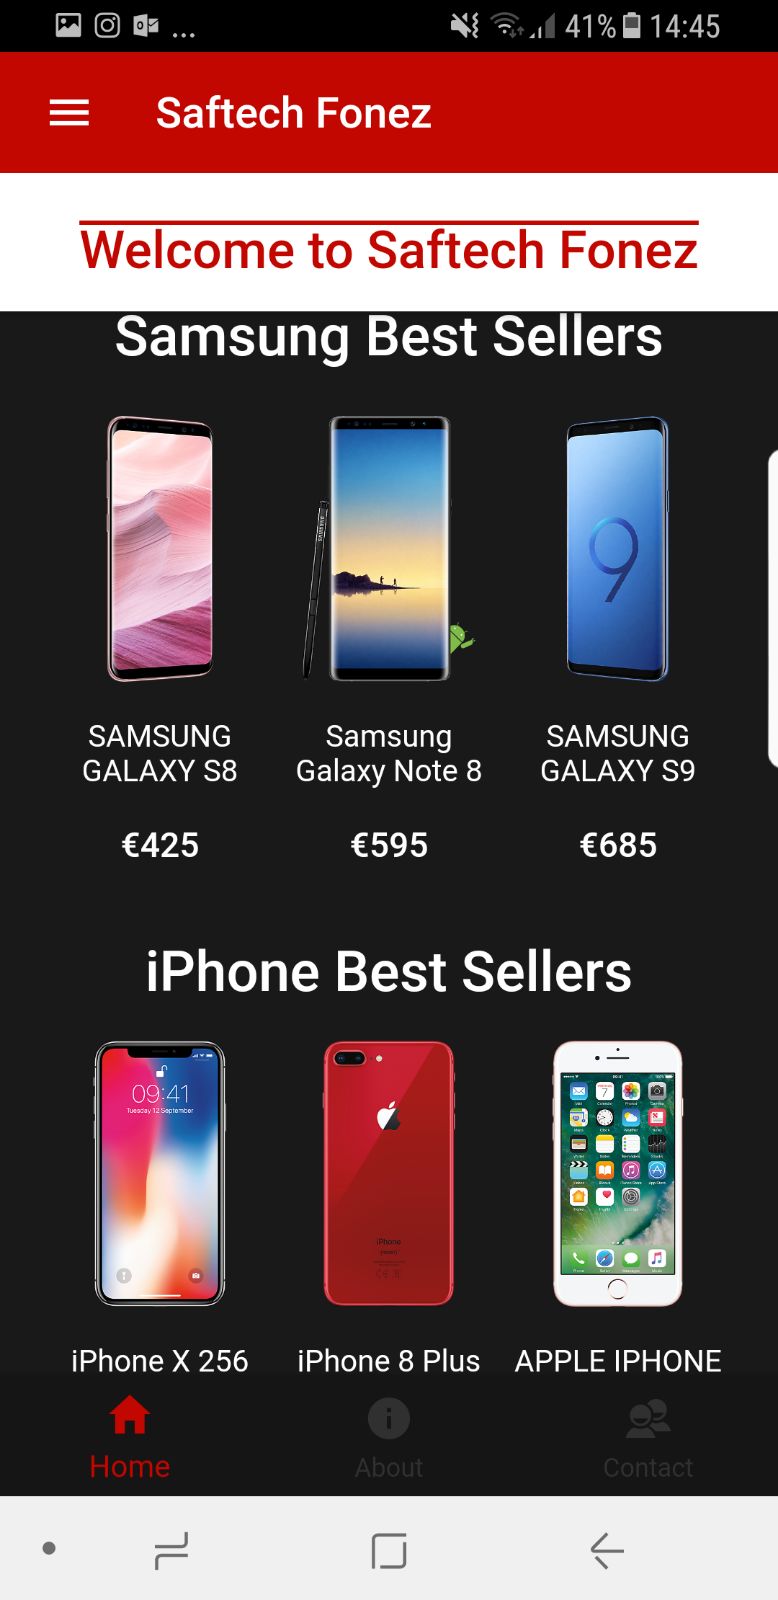 ... 41% 14:45
Saftech Fonez
Welcome to Saftech Fonez
Samsung Best Sellers
SAMSUNG
GALAXY S8
Samsung
Galaxy Note 8
SAMSUNG
GALAXY S9
€425 €595 €685
iPhone Best Sellers
09:41
Tuesday 12 September
iPhone
iPhone X 256 iPhone 8 Plus APPLE IPHONE
Home About Contact